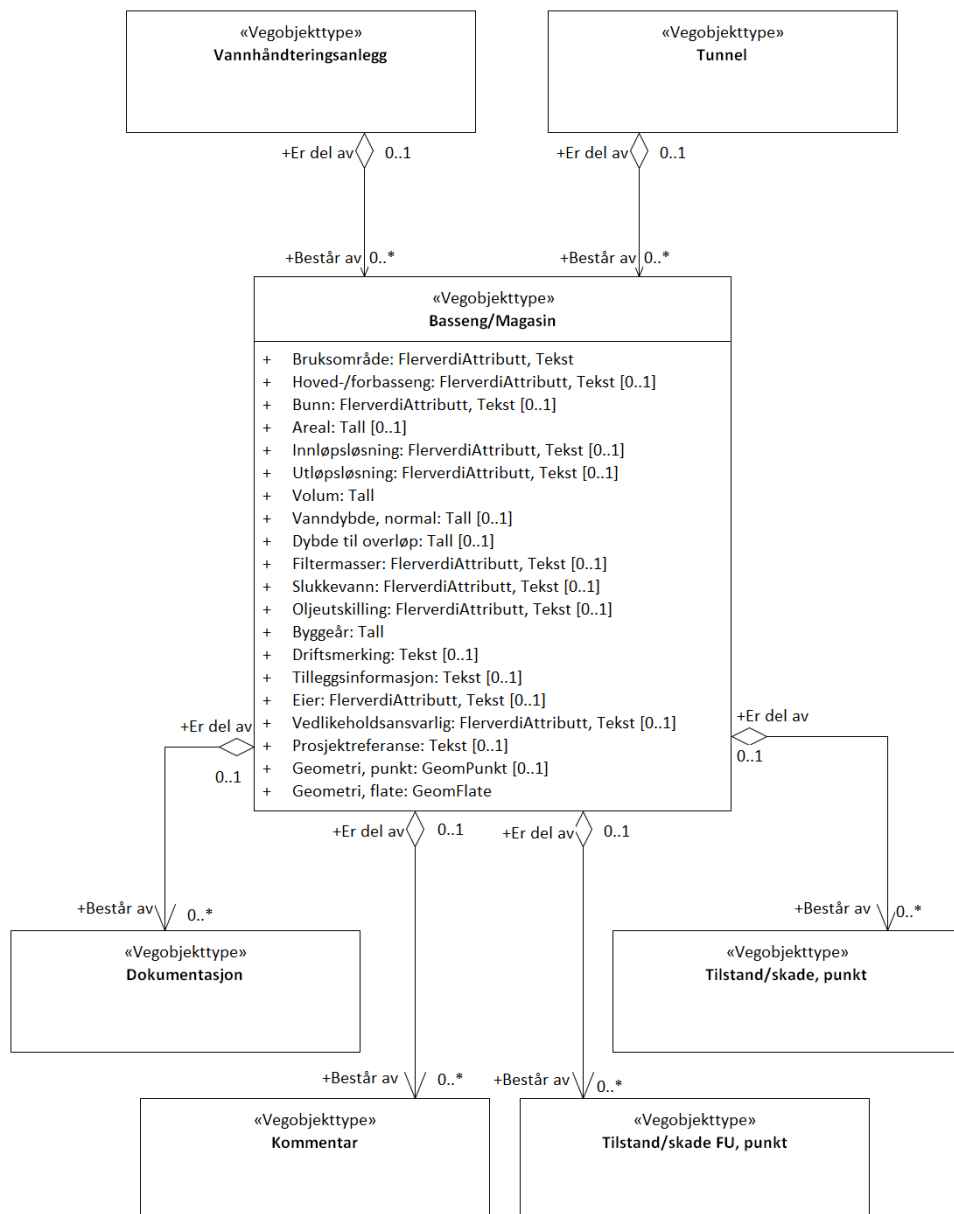 «Vegobjekttype»
Vannhåndteringsanlegg
«Vegobjekttype»
Tunnel
+Er del av 0..1
+Er del av 0..1
+Består av 0..*
+Består av 0..*
«Vegobjekttype»
Basseng/Magasin
+ Bruksområde: FlerverdiAttributt, Tekst
+ Hoved-/forbasseng: FlerverdiAttributt, Tekst [0..1]
+ Bunn: FlerverdiAttributt, Tekst [0..1]
+ Areal: Tall [0..1]
+ Innløpsløsning: FlerverdiAttributt, Tekst [0..1]
+ Utløpsløsning: FlerverdiAttributt, Tekst [0..1]
+ Volum: Tall
+ Vanndybde, normal: Tall [0..1]
+ Dybde til overløp: Tall [0..1]
+ Filtermasser: FlerverdiAttributt, Tekst [0..1]
+ Slukkevann: FlerverdiAttributt, Tekst [0..1]
+ Oljeutskilling: FlerverdiAttributt, Tekst [0..1]
+ Byggeår: Tall
+ Driftsmerking: Tekst [0..1]
+ Tilleggsinformasjon: Tekst [0..1]
+ Eier: FlerverdiAttributt, Tekst [0..1]
+ Vedlikeholdsansvarlig: FlerverdiAttributt, Tekst [0..1]
+ Prosjektreferanse: Tekst [0..1]
+ Geometri, punkt: GeomPunkt [0..1]
+ Geometri, flate: GeomFlate
+Er del av
0..1
+Er del av
0..1
+Er del av 0..1
+Er del av 0..1
+Består av 0..*
+Består av 0..*
«Vegobjekttype»
Dokumentasjon
«Vegobjekttype»
Tilstand/skade, punkt
+Består av 0..*
+Består av 0..*
«Vegobjekttype»
Kommentar
«Vegobjekttype»
Tilstand/skade FU, punkt